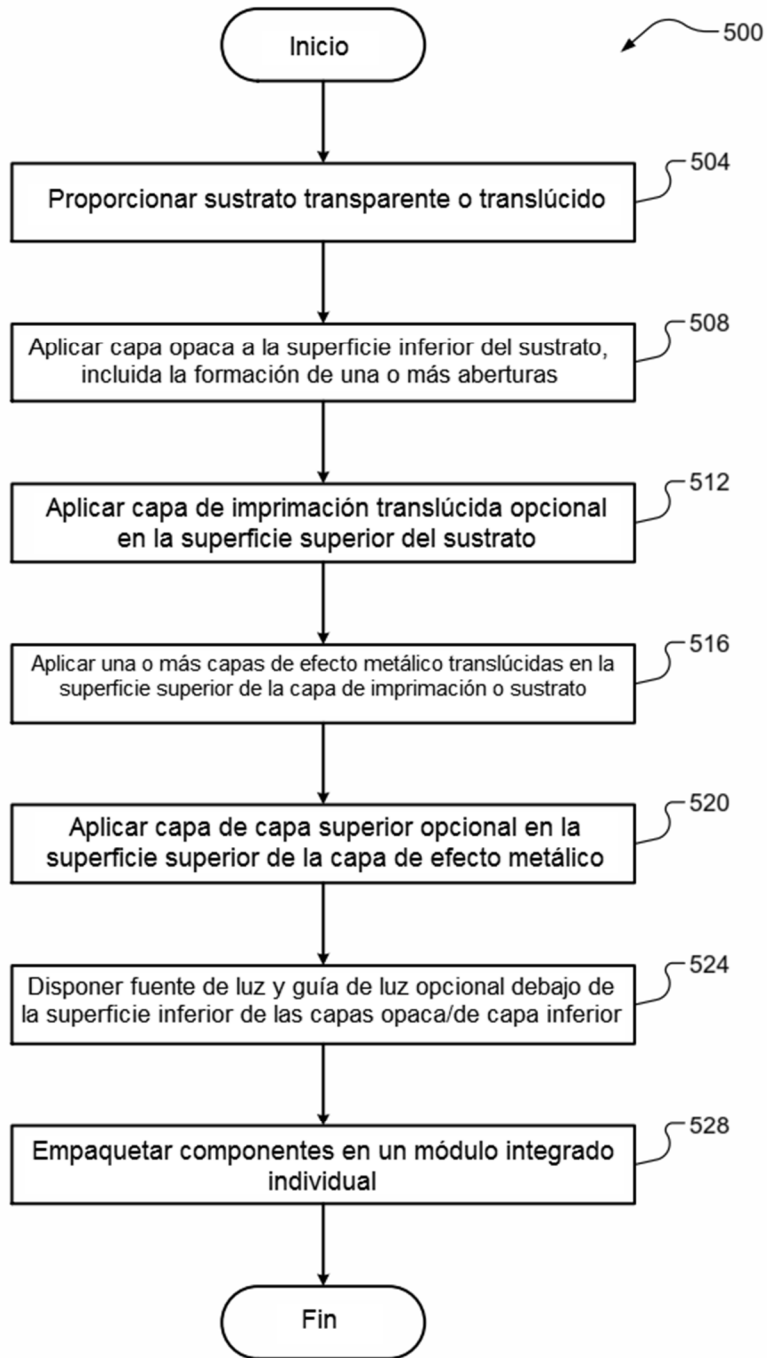 Inicio
500
504
Proporcionar sustrato transparente o translúcido
508
Aplicar capa opaca a la superficie inferior del sustrato,
incluida la formación de una o más aberturas
512
Aplicar capa de imprimación translúcida opcional
en la superficie superior del sustrato
516
Aplicar una o más capas de efecto metálico translúcidas en la
superficie superior de la capa de imprimación o sustrato
520
Aplicar capa de capa superior opcional en la
superficie superior de la capa de efecto metálico
524
Disponer fuente de luz y guía de luz opcional debajo de
la superficie inferior de las capas opaca/de capa inferior
528
Empaquetar componentes en un módulo integrado
individual
Fin